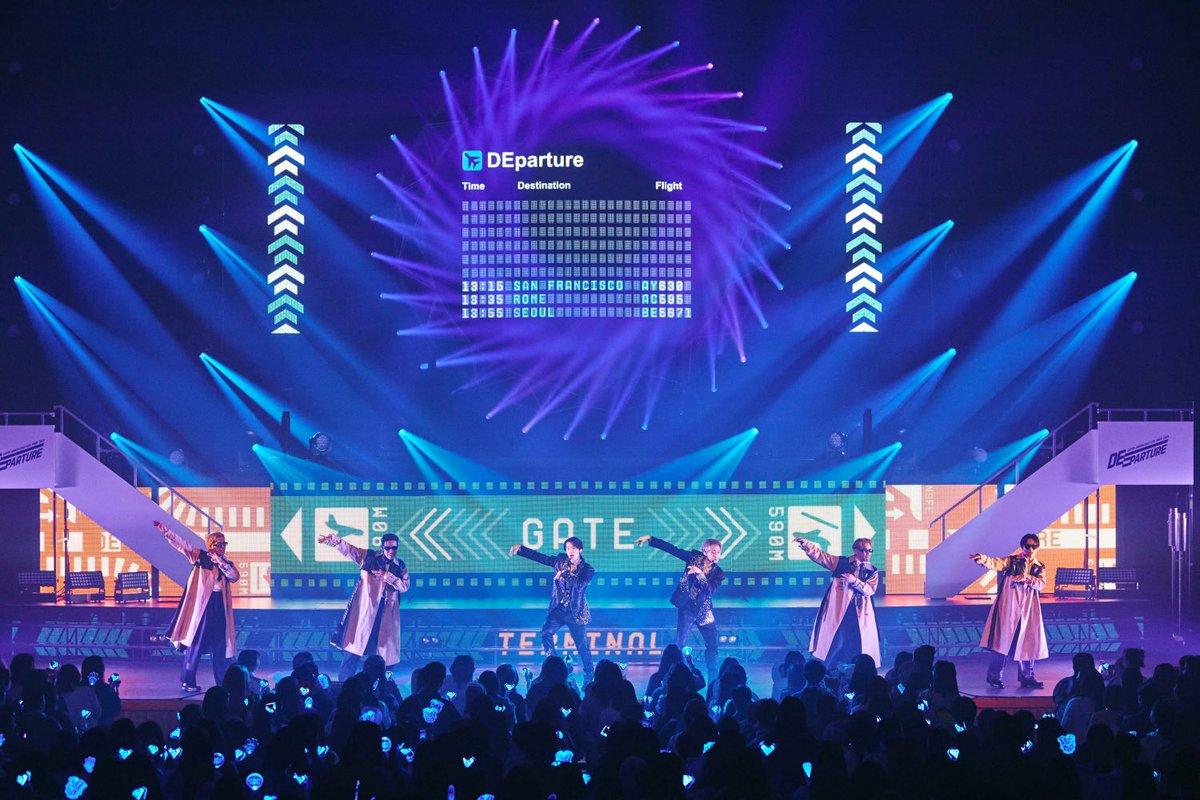 DEparture
Time Destination Flight
13:15 SAN FRANCISCO AY630
13:35 ROME AC595
13:55 SEOUL BE5671
DEPARTURE
DEPARTURE
GATE
590M
590M
DE
TERMINAL